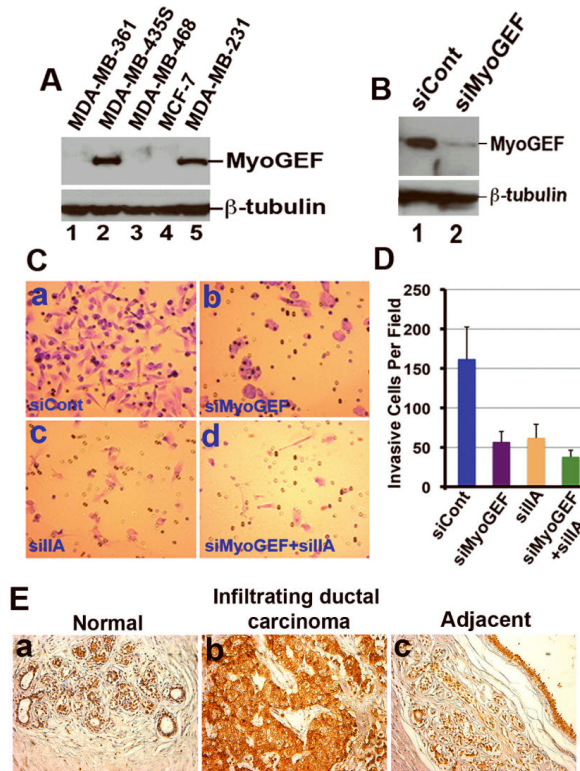 A
MDA-MB-361
MDA-MB-435S
MDA-MB-468
MCF-7
MDA-MB-231
MyoGEF
β-tubulin
1 2 3 4 5
B
siCont
siMyoGEF
MyoGEF
β-tubulin
1 2
C
a
siCont
b
siMyoGEF
c
siIIA
d
siMyoGEF+siIIA
D
Invasive Cells Per Field
250
200
150
100
50
0
siCont
siMyoGEF
siIIA
siMyoGEF
+siIIA
E
Normal
Infiltrating ductal
carcinoma
Adjacent
a
b
c